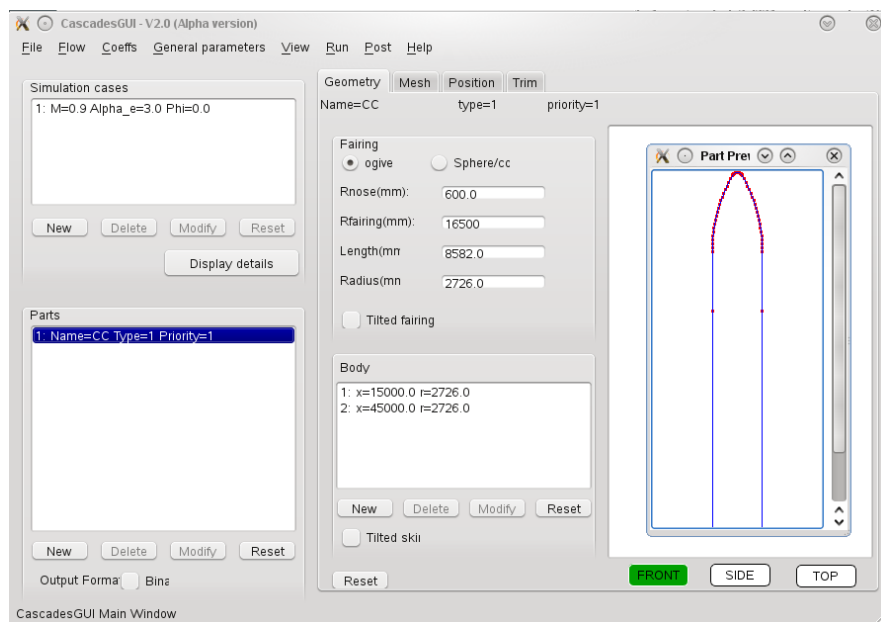 CascadesGUI - V2.0 (Alpha version)
File Flow Coeffs General parameters View Run Post Help
Simulation cases
1: M=0.9 Alpha_e=3.0 Phi=0.0
New Delete Modify Reset
Display details
Parts
1: Name=CC Type=1 Priority=1
New Delete Modify Reset
Output Format Bina
Geometry Mesh Position Trim
Name=CC type=1 priority=1
Fairing
ogive Sphere/cc
Rnose(mm): 600.0
Rfairing(mm): 16500
Length(mm 8582.0
Radius(mn 2726.0
Tilted fairing
Body
1: x=15000.0 r=2726.0
2: x=45000.0 r=2726.0
New Delete Modify Reset
Tilted skin
Reset
Part Prev
FRONT SIDE TOP
CascadesGUI Main Window